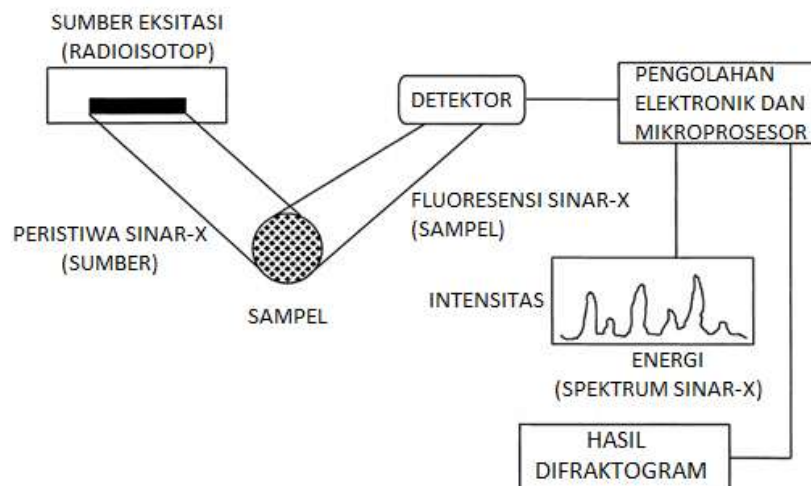 SUMBER EKSITASI
(RADIOISOTOP)
DETEKTOR
PENGOLAHAN
ELEKTRONIK DAN
MIKROPROSESOR
PERISTIWA SINAR-X
(SUMBER)
FLUORESENSI SINAR-X
(SAMPEL)
SAMPEL
INTENSITAS
ENERGI
(SPEKTRUM SINAR-X)
HASIL
DIFRAKTOGRAM